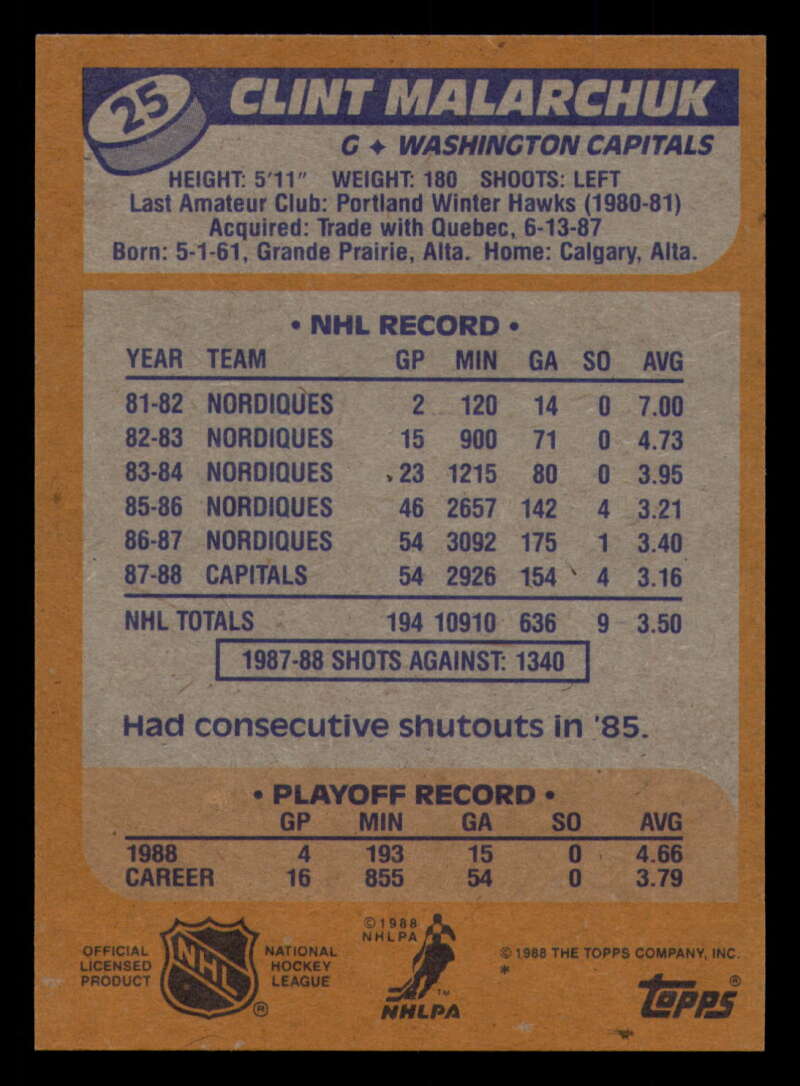 25
CLINT MALARCHUK
G ✦ WASHINGTON CAPITALS
HEIGHT: 5'11" WEIGHT: 180 SHOOTS: LEFT
Last Amateur Club: Portland Winter Hawks (1980-81)
Acquired: Trade with Quebec, 6-13-87
Born: 5-1-61, Grande Prairie, Alta. Home: Calgary, Alta.
• NHL RECORD •
YEAR TEAM GP MIN GA SO AVG
81-82 NORDIQUES 2 120 14 0 7.00
82-83 NORDIQUES 15 900 71 0 4.73
83-84 NORDIQUES 23 1215 80 0 3.95
85-86 NORDIQUES 46 2657 142 4 3.21
86-87 NORDIQUES 54 3092 175 1 3.40
87-88 CAPITALS 54 2926 154 4 3.16
NHL TOTALS 194 10910 636 9 3.50
1987-88 SHOTS AGAINST: 1340
Had consecutive shutouts in '85.
• PLAYOFF RECORD •
GP MIN GA SO AVG
1988 4 193 15 0 4.66
CAREER 16 855 54 0 3.79
OFFICIAL
LICENSED
PRODUCT
NHL
®
NATIONAL
HOCKEY
LEAGUE
© 1988
NHLPA
TM
NHLPA
© 1988 THE TOPPS COMPANY, INC.
*
Topps®